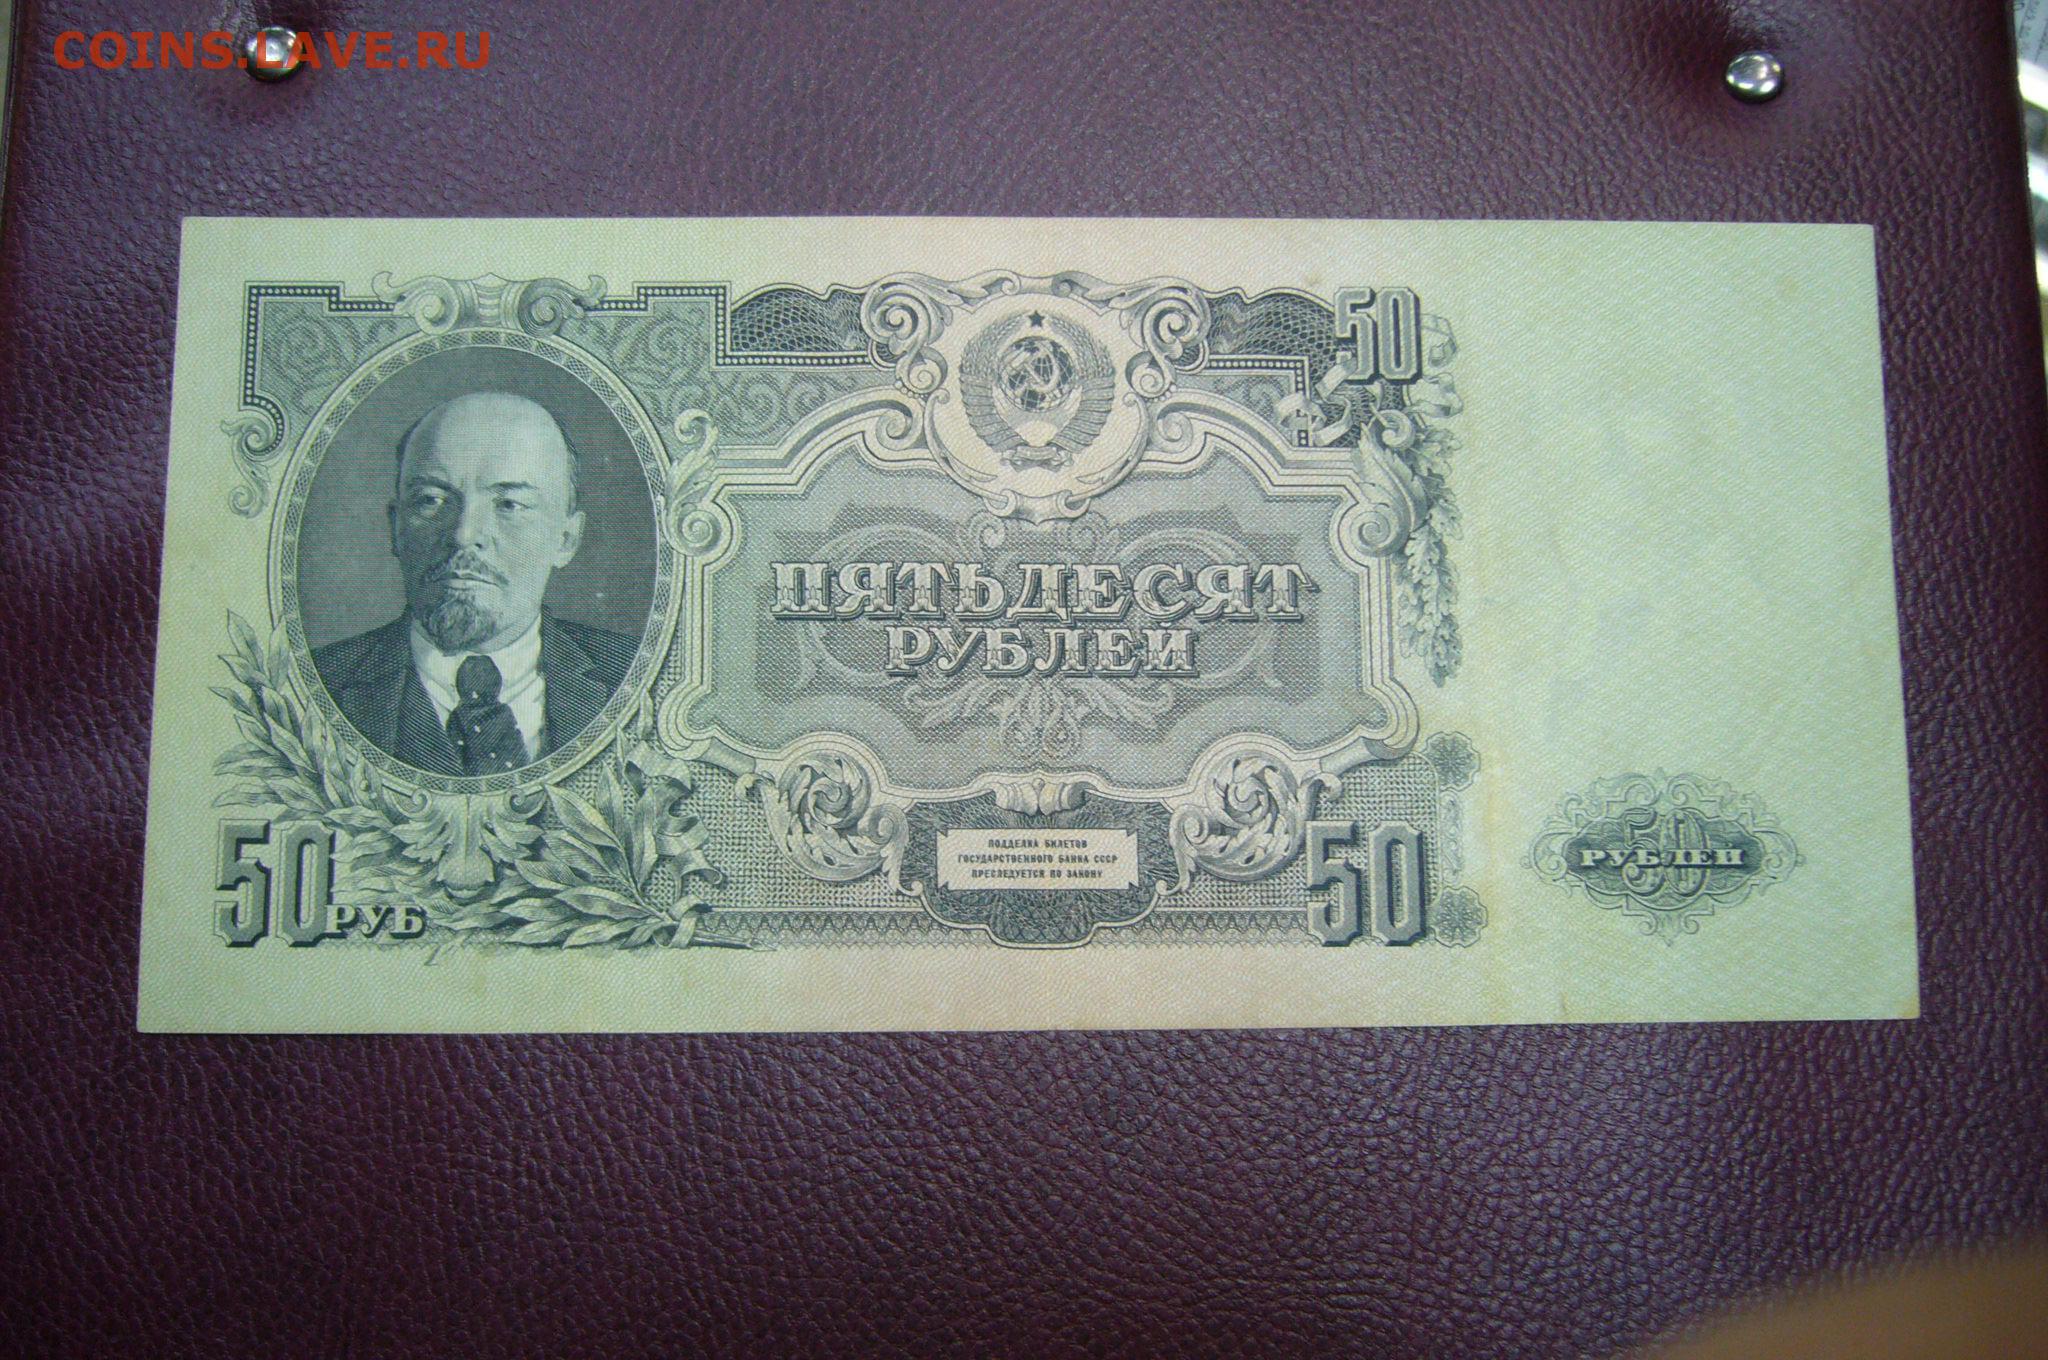 COINS.LAVE.RU
50
ПЯТЬДЕСЯТ
РУБЛЕЙ
50 РУБ
ПОДДЕЛКА БИЛЕТОВ
ГОСУДАРСТВЕННОГО БАНКА СССР
ПРЕСЛЕДУЕТСЯ ПО ЗАКОНУ
50
50
РУБЛЕЙ